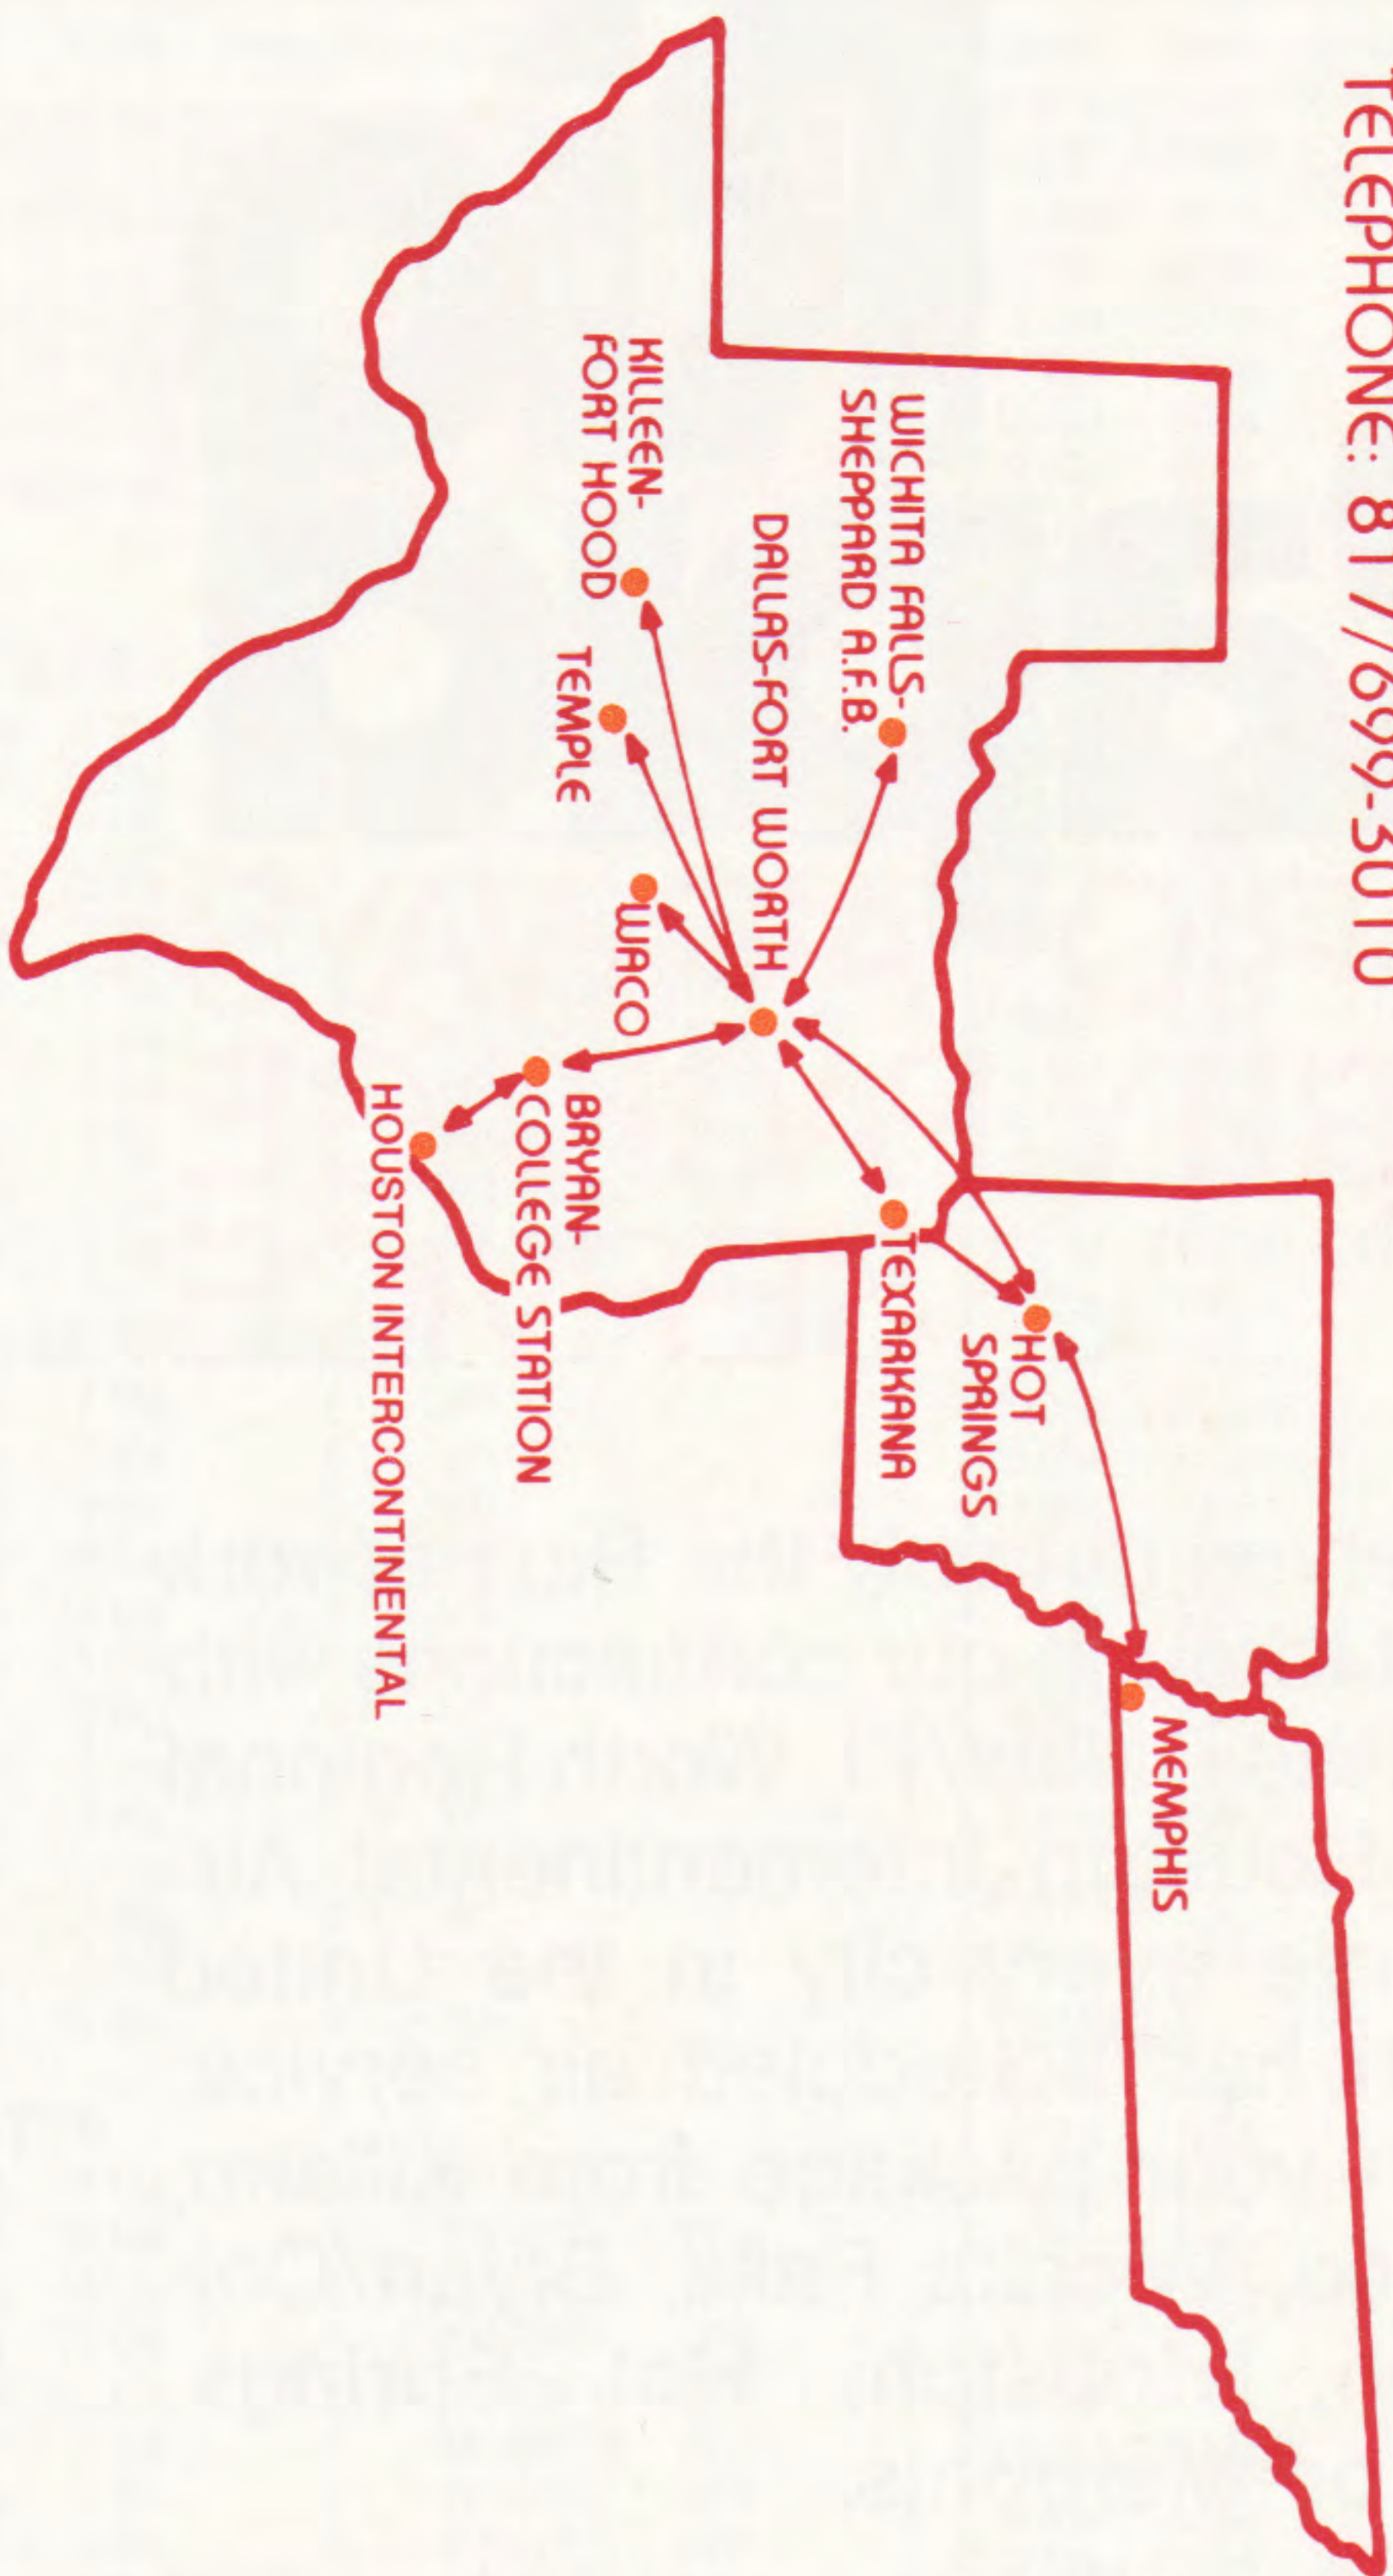 TELEPHONE: 817/699-3010
MEMPHIS
HOT
SPRINGS
WICHITA FALLS-
SHEPPARD A.F.B.
TEXARKANA
DALLAS-FORT WORTH
KILLEEN-
FORT HOOD
WACO
TEMPLE
BRYAN-
COLLEGE STATION
HOUSTON INTERCONTINENTAL